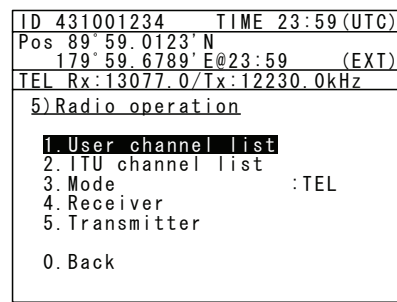 ID 431001234 TIME 23:59(UTC)
Pos 89°59.0123'N
179°59.6789'E@23:59 (EXT)
TEL Rx:13077.0/Tx:12230.0kHz
5)Radio operation
1.User channel list
2.ITU channel list
3.Mode :TEL
4.Receiver
5.Transmitter
0.Back